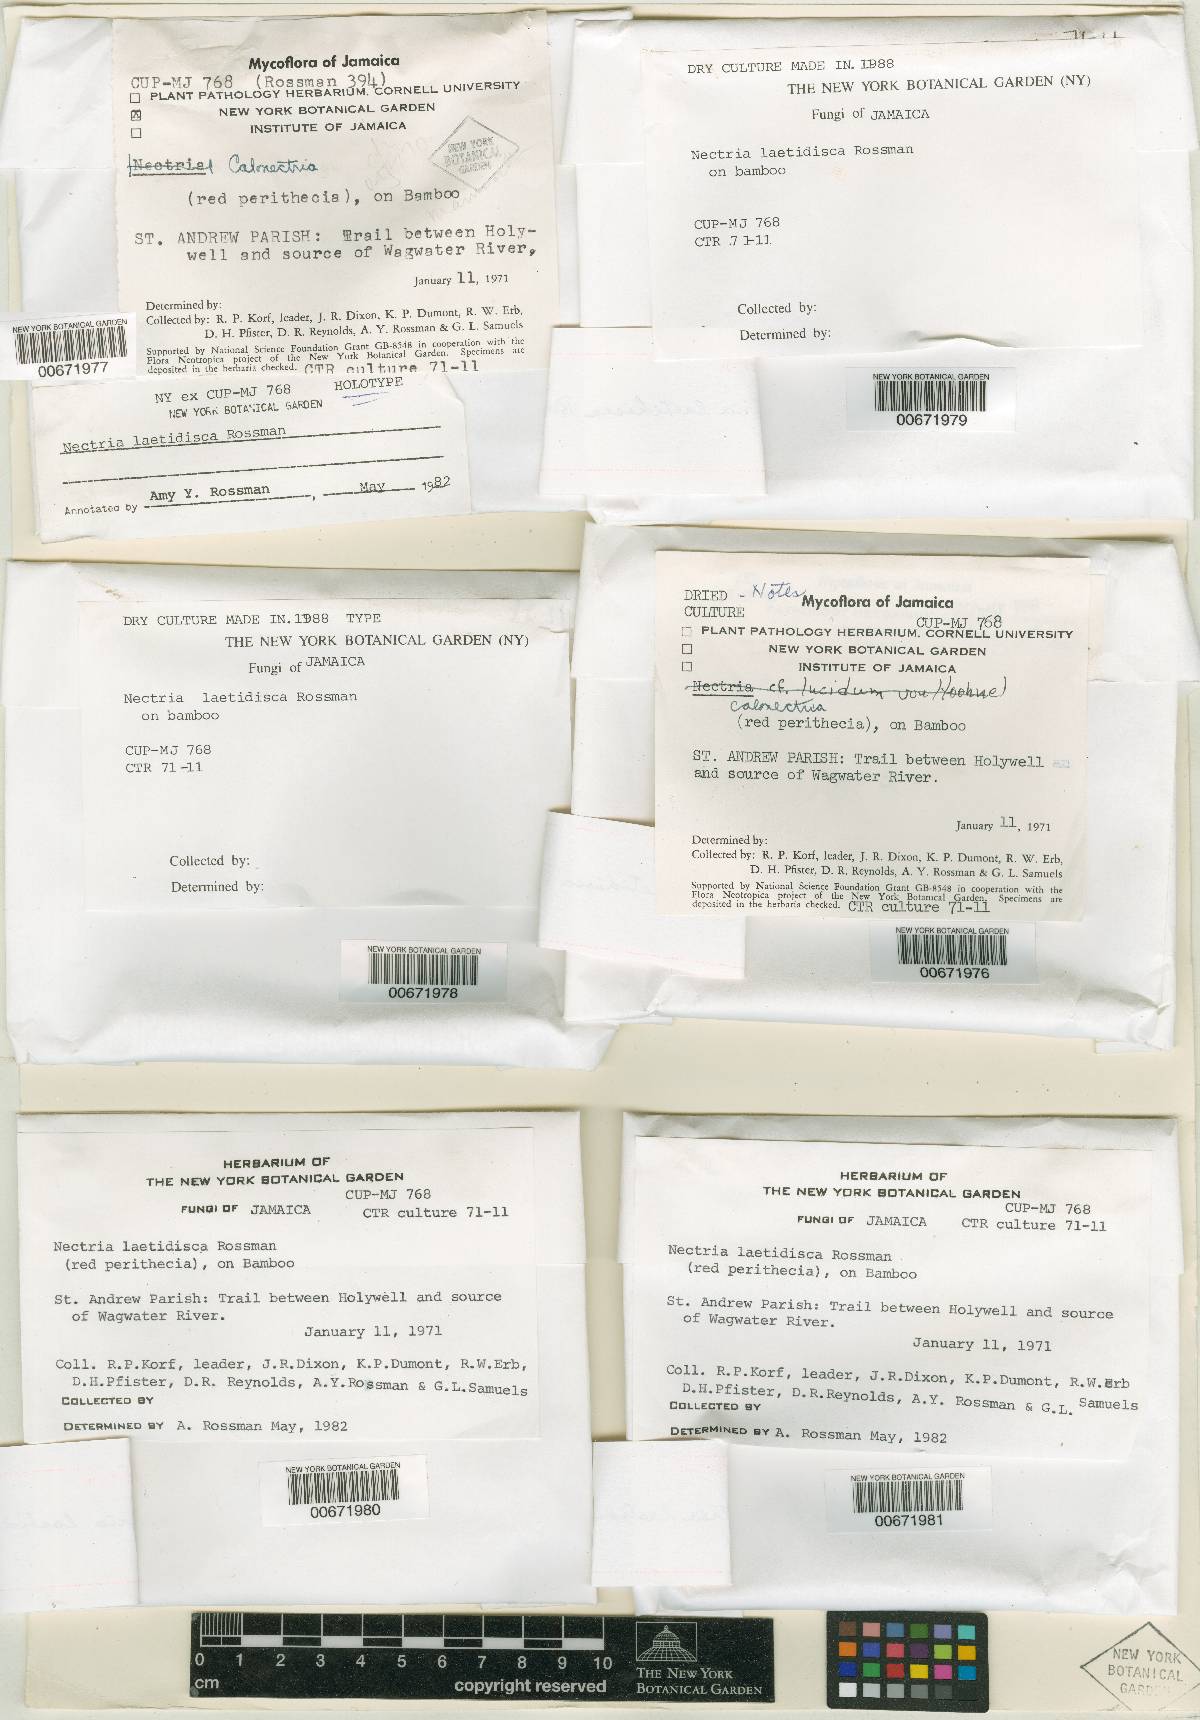 Mycoflora of Jamaica
CUP-MJ 768 (Rossman 394)
PLANT PATHOLOGY HERBARIUM, CORNELL UNIVERSITY
NEW YORK BOTANICAL GARDEN
INSTITUTE OF JAMAICA
Nectria Calonectria
NEW YORK
BOTANICAL
GARDEN
(red perithecia), on Bamboo
ST. ANDREW PARISH: Trail between Holy-
well and source of Wagwater River,
January 11, 1971
Determined by:
Collected by: R. P. Korf, leader, J. R. Dixon, K. P. Dumont, R. W. Erb,
D. H. Pfister, D. R. Reynolds, A. Y. Rossman & G. L. Samuels
Supported by National Science Foundation Grant GB-8548 in cooperation with the
Flora Neotropica project of the New York Botanical Garden. Specimens are
deposited in the herbaria checked. CTR culture 71-11
NEW YORK BOTANICAL GARDEN
00671977
NY ex CUP-MJ 768 HOLOTYPE
NEW YORK BOTANICAL GARDEN
Nectria laetidisca Rossman
Annotated by Amy Y. Rossman, May 1982
DRY CULTURE MADE IN. 1988
THE NEW YORK BOTANICAL GARDEN (NY)
Fungi of JAMAICA
Nectria laetidisca Rossman
on bamboo
CUP-MJ 768
CTR 71-11
Collected by:
Determined by:
NEW YORK BOTANICAL GARDEN
00671979
DRY CULTURE MADE IN. 1988 TYPE
THE NEW YORK BOTANICAL GARDEN (NY)
Fungi of JAMAICA
Nectria laetidisca Rossman
on bamboo
CUP-MJ 768
CTR 71-11
Collected by:
Determined by:
NEW YORK BOTANICAL GARDEN
00671978
DRIED - Notes
CULTURE
Mycoflora of Jamaica
CUP-MJ 768
PLANT PATHOLOGY HERBARIUM, CORNELL UNIVERSITY
NEW YORK BOTANICAL GARDEN
INSTITUTE OF JAMAICA
Nectria cf. lucidum von Hoehnel
Calonectria
(red perithecia), on Bamboo
ST. ANDREW PARISH: Trail between Holywell
and source of Wagwater River.
January 11, 1971
Determined by:
Collected by: R. P. Korf, leader, J. R. Dixon, K. P. Dumont, R. W. Erb,
D. H. Pfister, D. R. Reynolds, A. Y. Rossman & G. L. Samuels
Supported by National Science Foundation Grant GB-8548 in cooperation with the
Flora Neotropica project of the New York Botanical Garden. Specimens are
deposited in the herbaria checked. CTR culture 71-11
NEW YORK BOTANICAL GARDEN
00671976
HERBARIUM OF
THE NEW YORK BOTANICAL GARDEN
CUP-MJ 768
FUNGI OF JAMAICA CTR culture 71-11
Nectria laetidisca Rossman
(red perithecia), on Bamboo
St. Andrew Parish: Trail between Holywell and source
of Wagwater River.
January 11, 1971
Coll. R.P.Korf, leader, J.R.Dixon, K.P.Dumont, R.W.Erb,
D.H.Pfister, D.R. Reynolds, A.Y.Rossman & G.L.Samuels
COLLECTED BY
DETERMINED BY A. Rossman May, 1982
NEW YORK BOTANICAL GARDEN
00671980
HERBARIUM OF
THE NEW YORK BOTANICAL GARDEN
CUP-MJ 768
FUNGI OF JAMAICA CTR culture 71-11
Nectria laetidisca Rossman
(red perithecia), on Bamboo
St. Andrew Parish: Trail between Holywell and source
of Wagwater River.
January 11, 1971
Coll. R.P.Korf, leader, J.R.Dixon, K.P.Dumont, R.W.Erb
D.H.Pfister, D.R.Reynolds, A.Y. Rossman & G.L. Samuels
COLLECTED BY
DETERMINED BY A. Rossman May, 1982
NEW YORK BOTANICAL GARDEN
00671981
0 1 2 3 4 5 6 7 8 9 10
cm
copyright reserved
THE NEW YORK
BOTANICAL GARDEN
NEW YORK
BOTANICAL
GARDEN